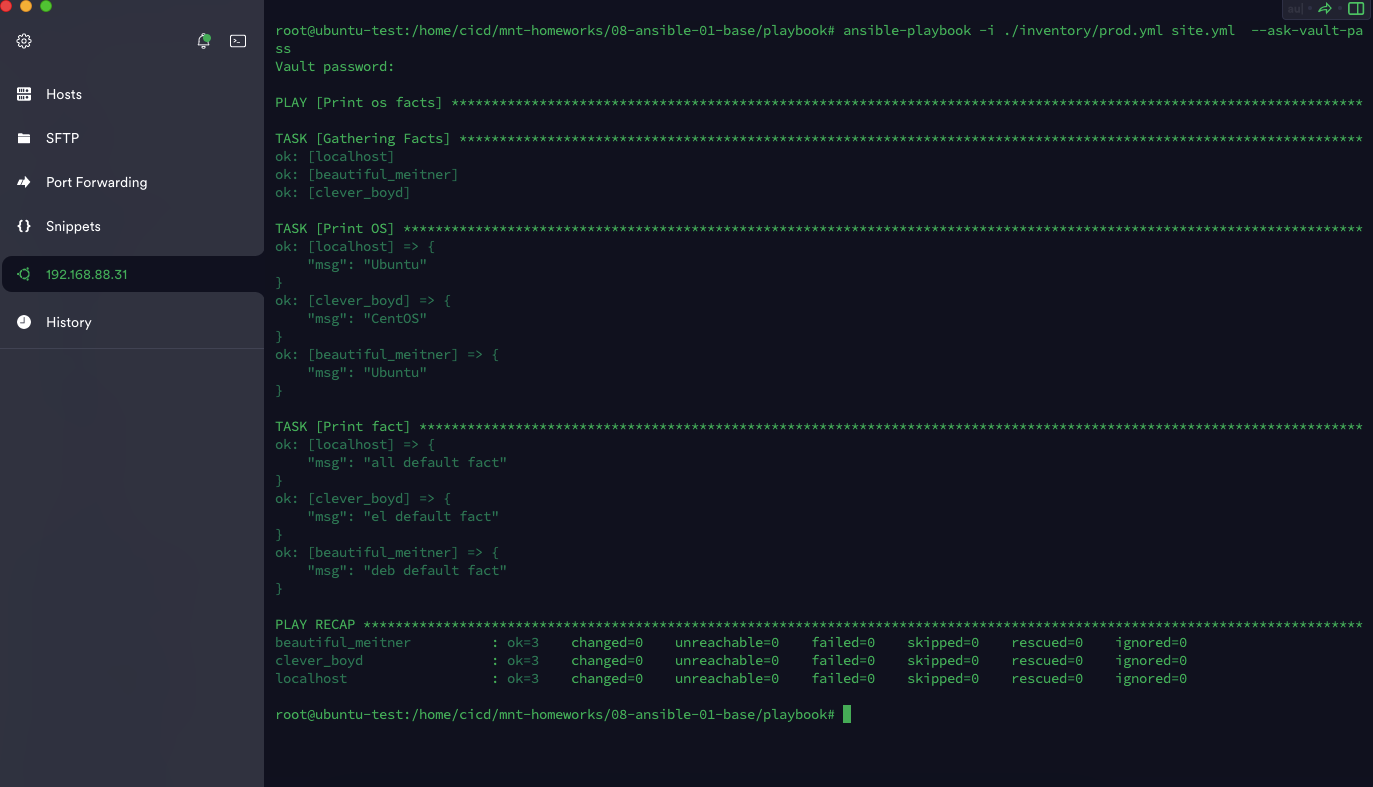 Hosts
SFTP
Port Forwarding
Snippets
192.168.88.31
History
root@ubuntu-test:/home/cicd/mnt-homeworks/08-ansible-01-base/playbook# ansible-playbook -i ./inventory/prod.yml site.yml  --ask-vault-pa
ss
Vault password:
PLAY [Print os facts] ******************************************************************************************************************
TASK [Gathering Facts] *****************************************************************************************************************
ok: [localhost]
ok: [beautiful_meitner]
ok: [clever_boyd]
TASK [Print OS] ************************************************************************************************************************
ok: [localhost] => {
    "msg": "Ubuntu"
}
ok: [clever_boyd] => {
    "msg": "CentOS"
}
ok: [beautiful_meitner] => {
    "msg": "Ubuntu"
}
TASK [Print fact] **********************************************************************************************************************
ok: [localhost] => {
    "msg": "all default fact"
}
ok: [clever_boyd] => {
    "msg": "el default fact"
}
ok: [beautiful_meitner] => {
    "msg": "deb default fact"
}
PLAY RECAP *****************************************************************************************************************************
beautiful_meitner          : ok=3    changed=0    unreachable=0    failed=0    skipped=0    rescued=0    ignored=0
clever_boyd                : ok=3    changed=0    unreachable=0    failed=0    skipped=0    rescued=0    ignored=0
localhost                  : ok=3    changed=0    unreachable=0    failed=0    skipped=0    rescued=0    ignored=0
root@ubuntu-test:/home/cicd/mnt-homeworks/08-ansible-01-base/playbook#